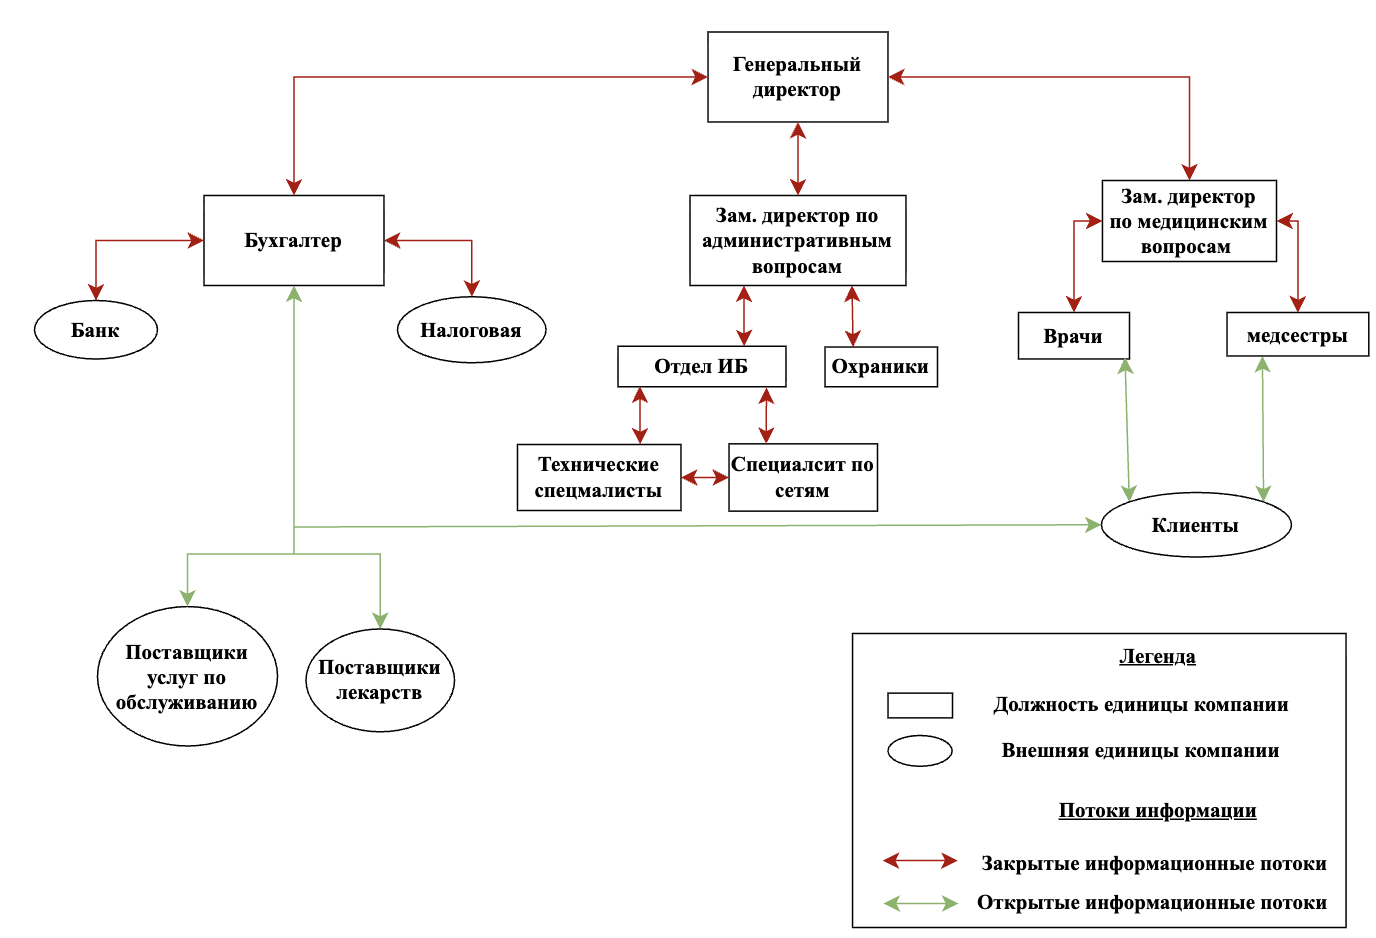 Генеральный
директор
Бухгалтер
Зам. директор по
административным
вопросам
Зам. директор
по медицинским
вопросам
Банк
Налоговая
Отдел ИБ
Охраники
Врачи
медсестры
Технические
спецмалисты
Специалсит по
сетям
Клиенты
Поставщики
услуг по
обслуживанию
Поставщики
лекарств
Легенда
Должность единицы компании
Внешняя единицы компании
Потоки информации
Закрытые информационные потоки
Открытые информационные потоки